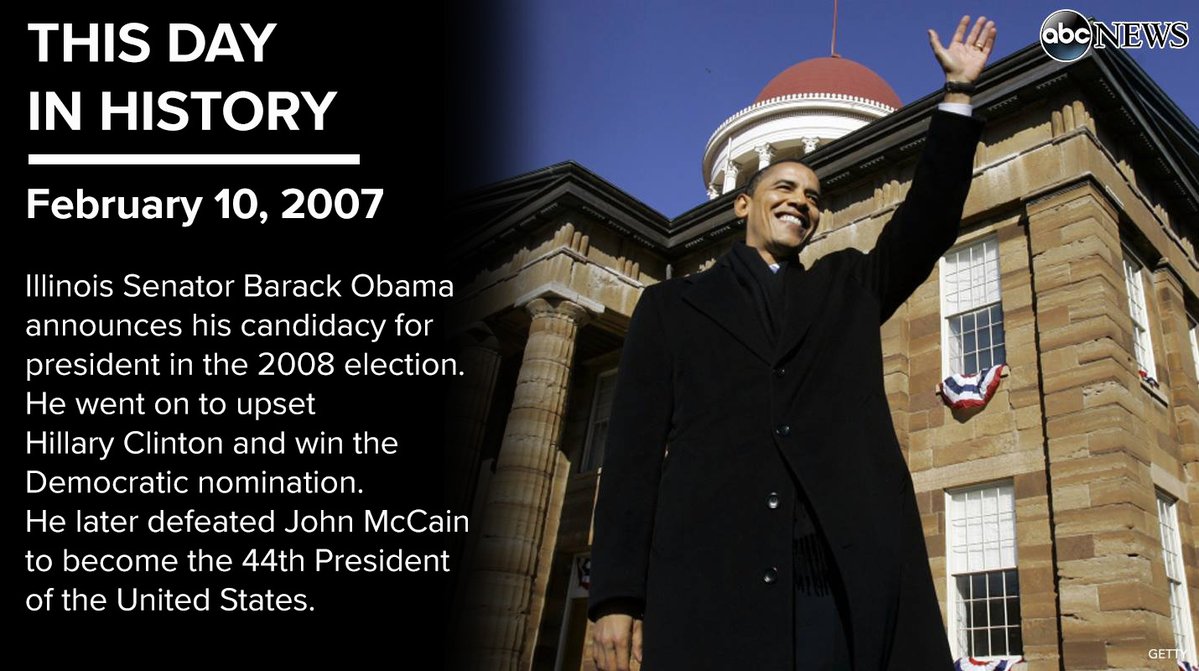 THIS DAY
IN HISTORY
February 10, 2007
Illinois Senator Barack Obama
announces his candidacy for
president in the 2008 election.
He went on to upset
Hillary Clinton and win the
Democratic nomination.
He later defeated John McCain
to become the 44th President
of the United States.
abc NEWS
GETTY